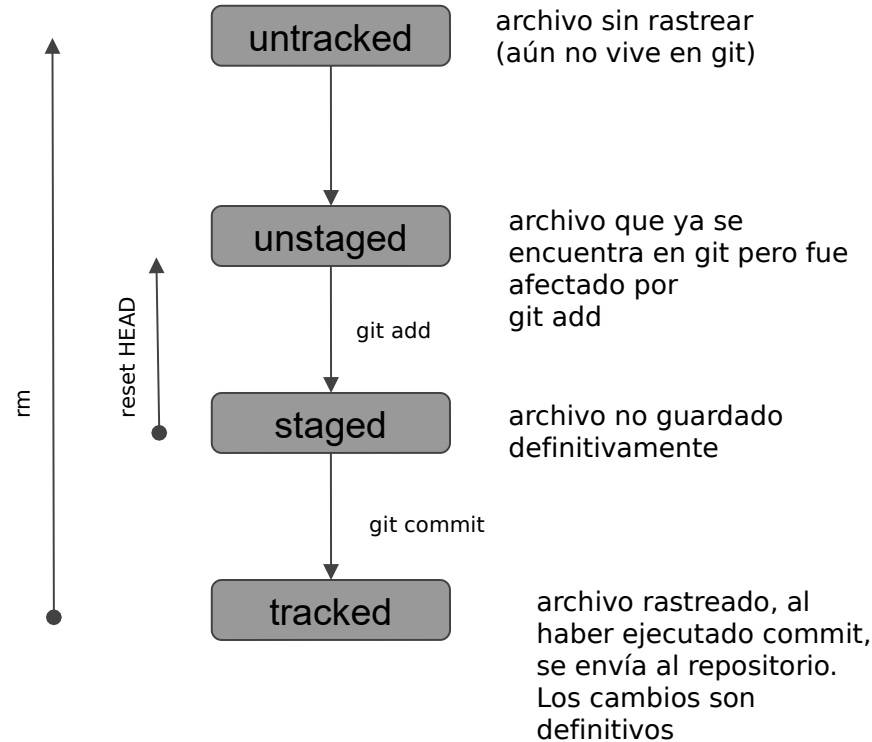 untracked
archivo sin rastrear
(aún no vive en git)
unstaged
archivo que ya se
encuentra en git pero fue
afectado por
git add
reset HEAD
git add
rm
staged
archivo no guardado
definitivamente
git commit
tracked
archivo rastreado, al
haber ejecutado commit,
se envía al repositorio.
Los cambios son
definitivos